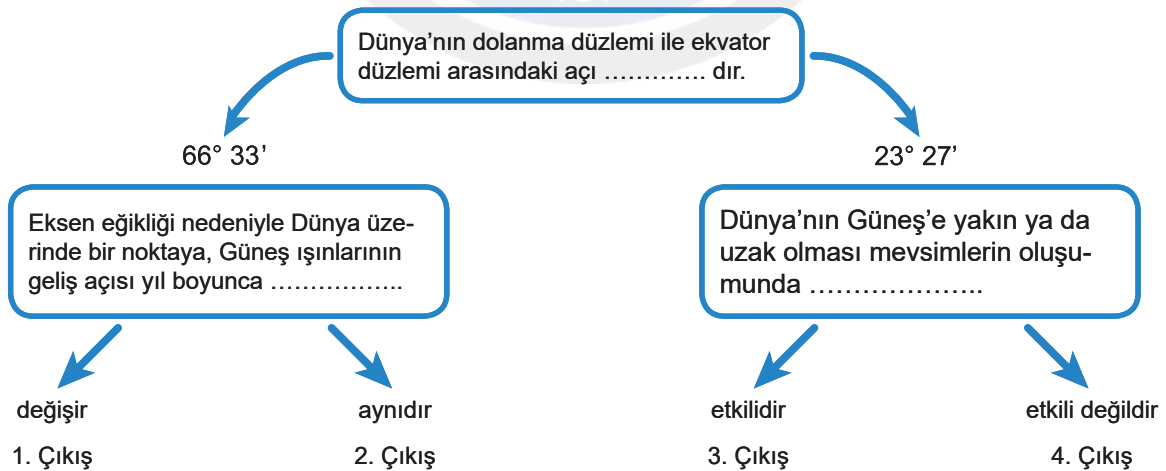 Dünya’nın dolanma düzlemi ile ekvator
düzlemi arasındaki açı …………. dır.
66° 33’
23° 27’
Eksen eğikliği nedeniyle Dünya üze-
rinde bir noktaya, Güneş ışınlarının
geliş açısı yıl boyunca ……………..
Dünya’nın Güneş’e yakın ya da
uzak olması mevsimlerin oluşu-
munda ………………..
değişir
aynıdır
etkilidir
etkili değildir
1. Çıkış
2. Çıkış
3. Çıkış
4. Çıkış